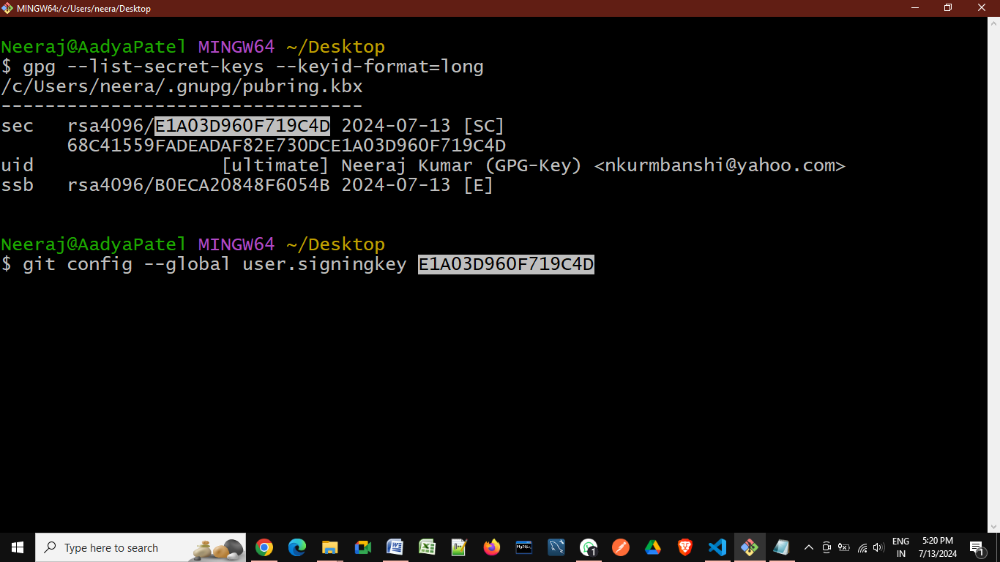 MINGW64:/c/Users/neera/Desktop
Neeraj@AadyaPatel MINGW64 ~/Desktop
$ gpg --list-secret-keys --keyid-format=long
/c/Users/neera/.gnupg/pubring.kbx
---------------------------------
sec   rsa4096/E1A03D960F719C4D 2024-07-13 [SC]
      68C41559FADEADAF82E730DCE1A03D960F719C4D
uid                 [ultimate] Neeraj Kumar (GPG-Key) <nkurmbanshi@yahoo.com>
ssb   rsa4096/B0ECA20848F6054B 2024-07-13 [E]
Neeraj@AadyaPatel MINGW64 ~/Desktop
$ git config --global user.signingkey E1A03D960F719C4D
Type here to search
MySQL
1
ENG
IN
5:20 PM
7/13/2024
1